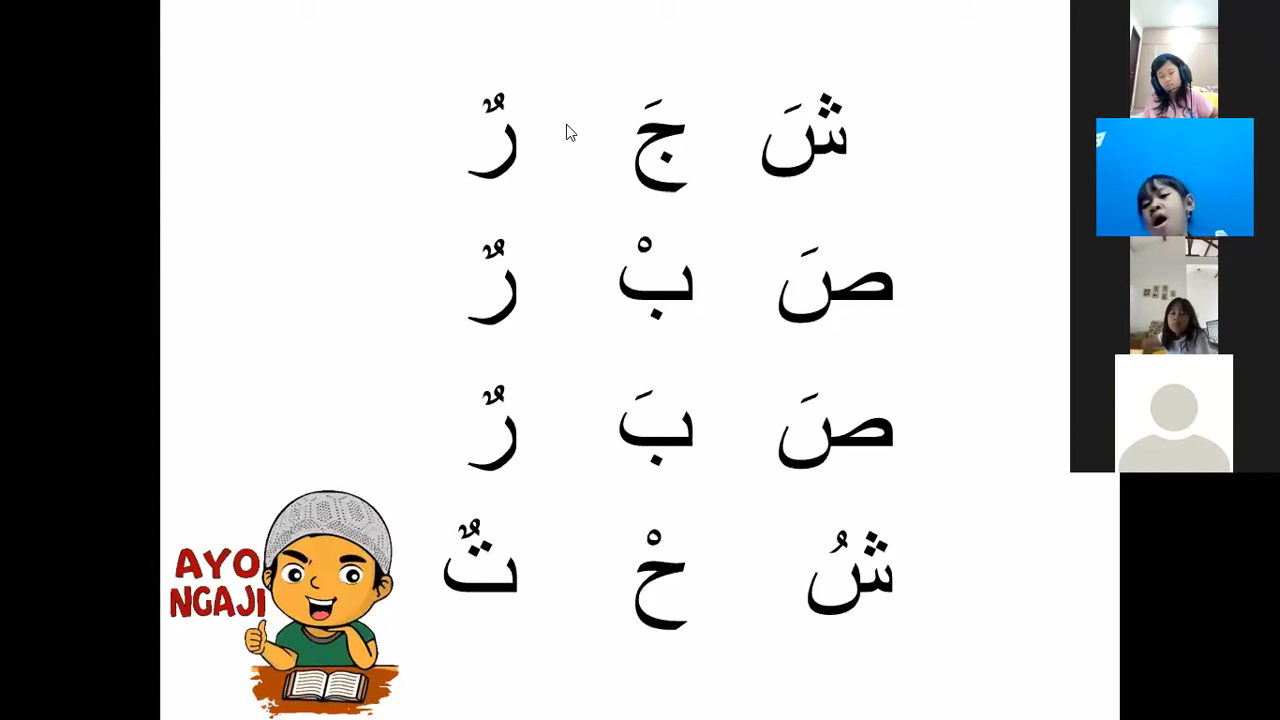 شَ جَ رٌ
صَ بْ رٌ
صَ بَ رٌ
شُ حْ تٌ
AYO
NGAJI